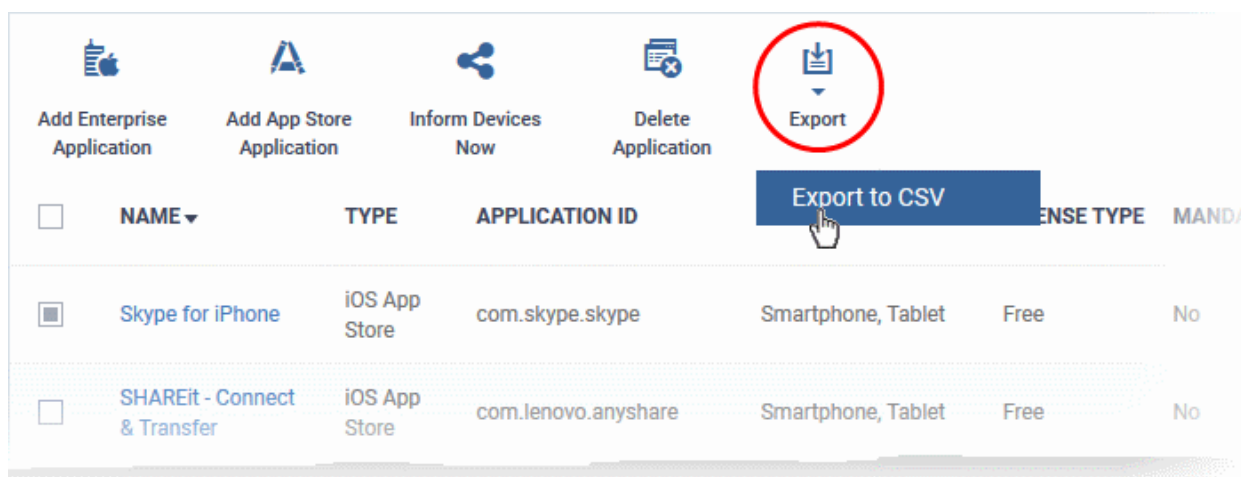 Add Enterprise Application
Add App Store Application
Inform Devices Now
Delete Application
Export
Export to CSV
NAME TYPE APPLICATION ID ENSE TYPE MANDA
Skype for iPhone iOS App Store com.skype.skype Smartphone, Tablet Free No
SHAREit - Connect & Transfer iOS App Store com.lenovo.anyshare Smartphone, Tablet Free No